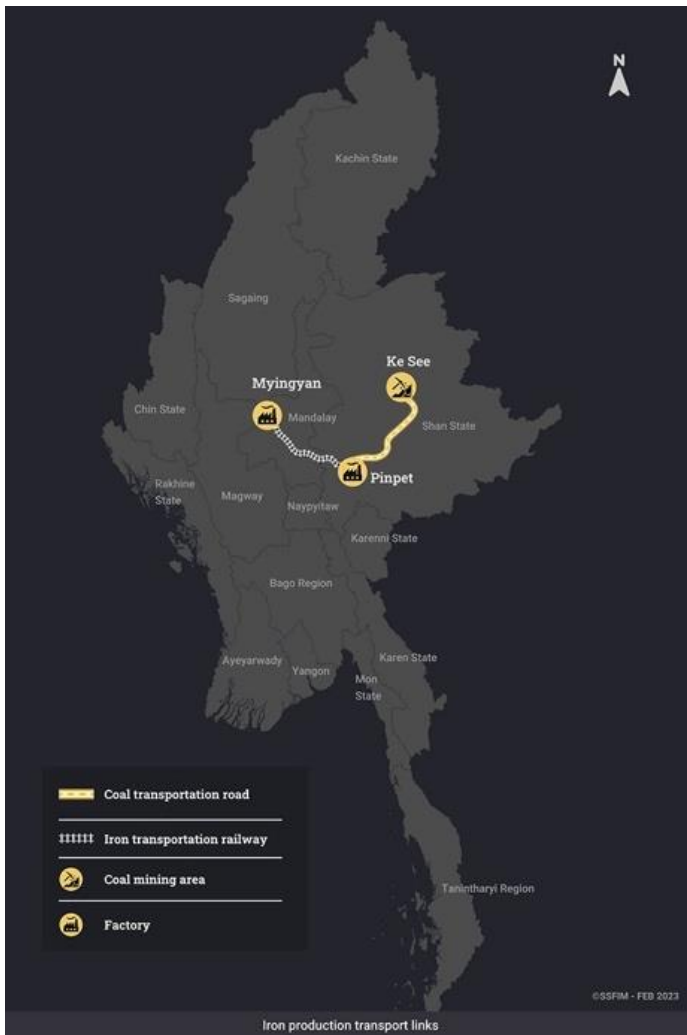 N
Kachin State
Sagaing
Ke See
Myingyan
Chin State
Mandalay
Shan State
Rakhine
State
Magway
Pinpet
Naypyitaw
Karenni State
Bago Region
Ayeyarwady
Yangon
Karen State
Mon
State
Coal transportation road
Iron transportation railway
Coal mining area
Factory
Tanintharyi Region
©SSFIM - FEB 2023
Iron production transport links